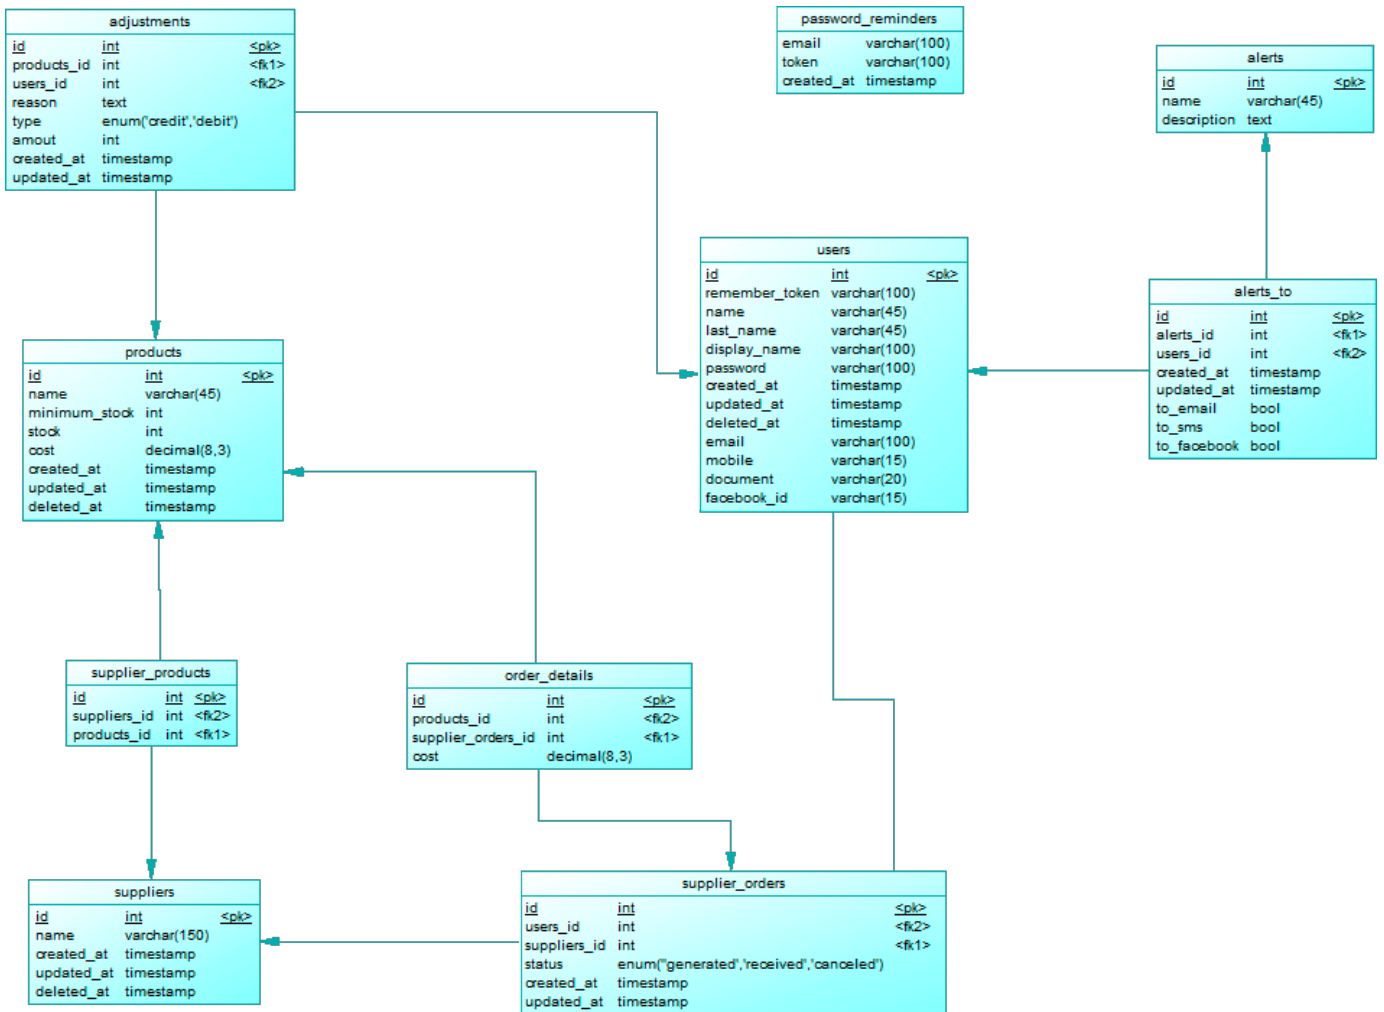 adjustments
id int <pk>
products_id int <fk1>
users_id int <fk2>
reason text
type enum('credit','debit')
amout int
created_at timestamp
updated_at timestamp
password_reminders
email varchar(100)
token varchar(100)
created_at timestamp
alerts
id int <pk>
name varchar(45)
description text
users
id int <pk>
remember_token varchar(100)
name varchar(45)
last_name varchar(45)
display_name varchar(100)
password varchar(100)
created_at timestamp
updated_at timestamp
deleted_at timestamp
email varchar(100)
mobile varchar(15)
document varchar(20)
facebook_id varchar(15)
alerts_to
id int <pk>
alerts_id int <fk1>
users_id int <fk2>
created_at timestamp
updated_at timestamp
to_email bool
to_sms bool
to_facebook bool
products
id int <pk>
name varchar(45)
minimum_stock int
stock int
cost decimal(8,3)
created_at timestamp
updated_at timestamp
deleted_at timestamp
supplier_products
id int <pk>
suppliers_id int <fk2>
products_id int <fk1>
order_details
id int <pk>
products_id int <fk2>
supplier_orders_id int <fk1>
cost decimal(8,3)
suppliers
id int <pk>
name varchar(150)
created_at timestamp
updated_at timestamp
deleted_at timestamp
supplier_orders
id int <pk>
users_id int <fk2>
suppliers_id int <fk1>
status enum("generated','received','canceled')
created_at timestamp
updated_at timestamp